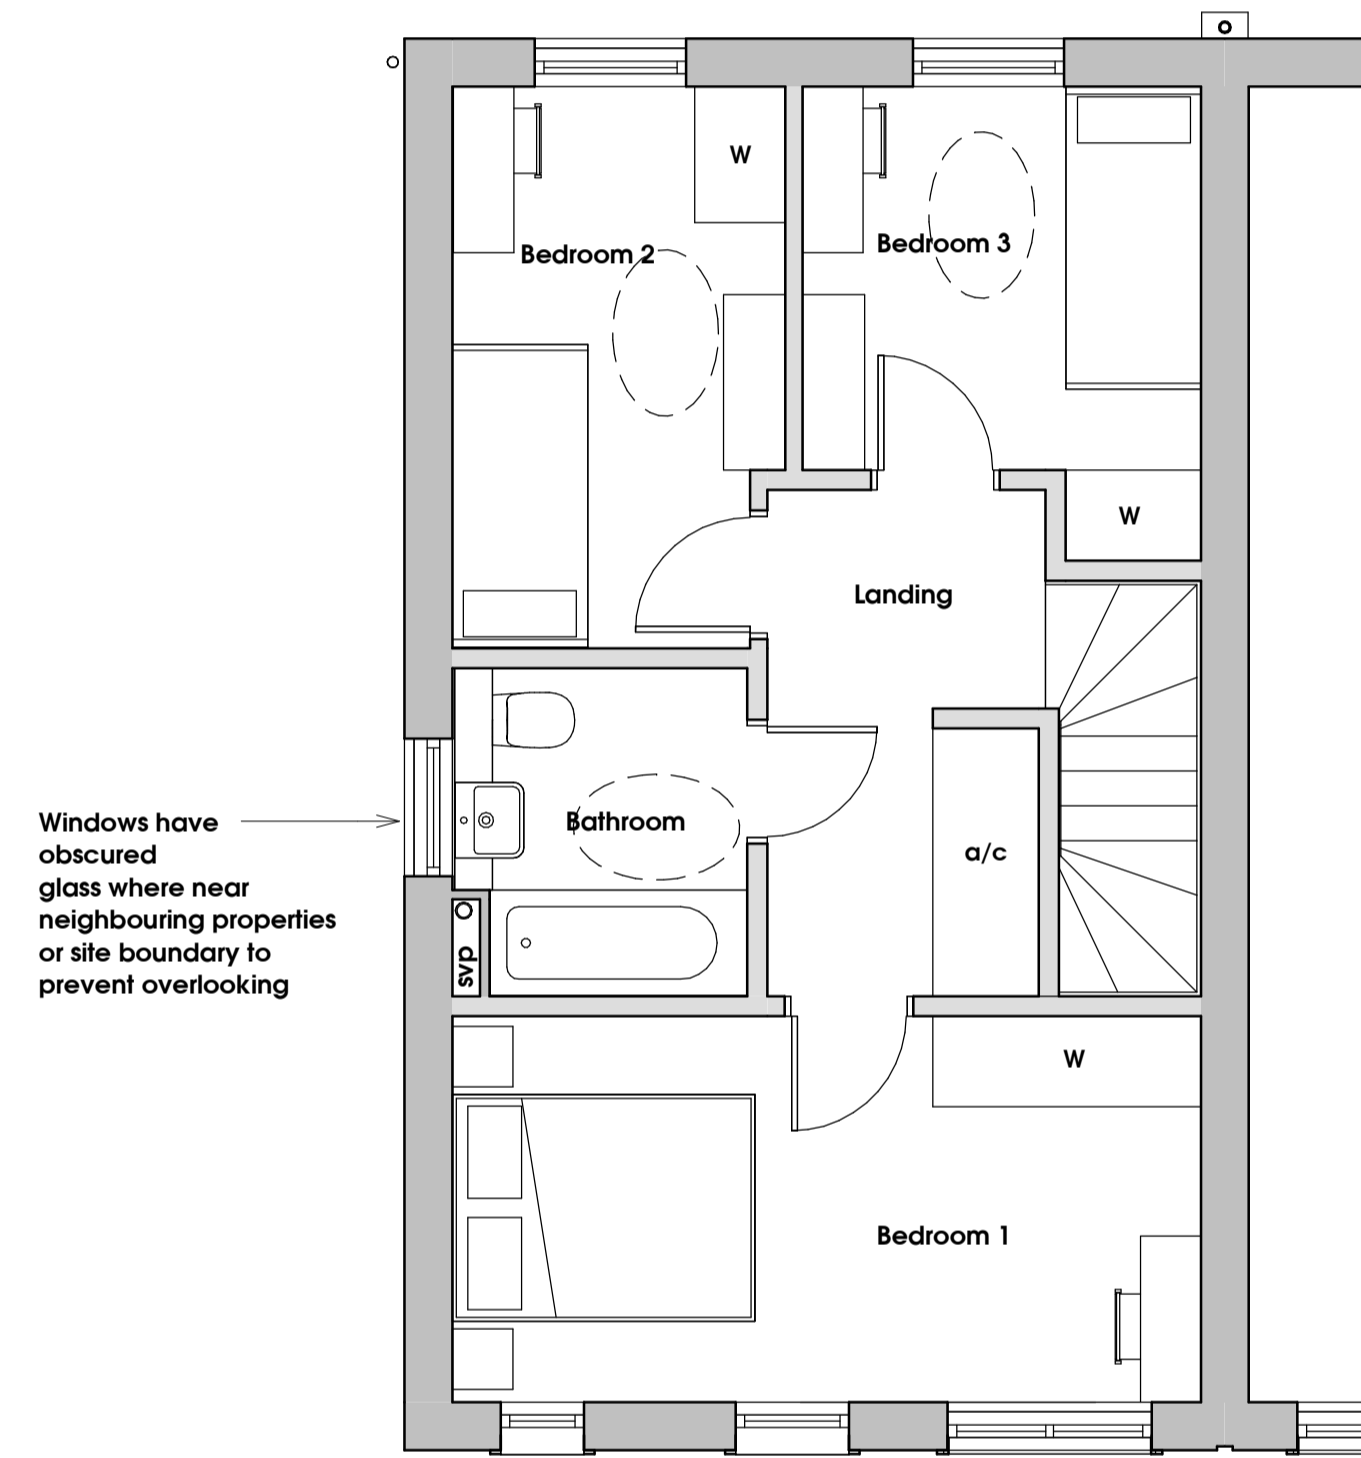 W
Bedroom 2
Bedroom 3
W
Landing
Windows have
obscured
glass where near
neighbouring properties
or site boundary to
prevent overlooking
Bathroom
a/c
svp
W
Bedroom 1